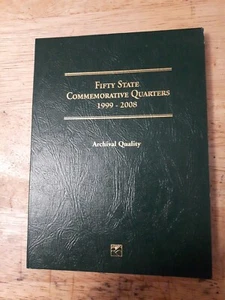 FIFTY STATE
COMMEMORATIVE QUARTERS
1999 - 2008
Archival Quality